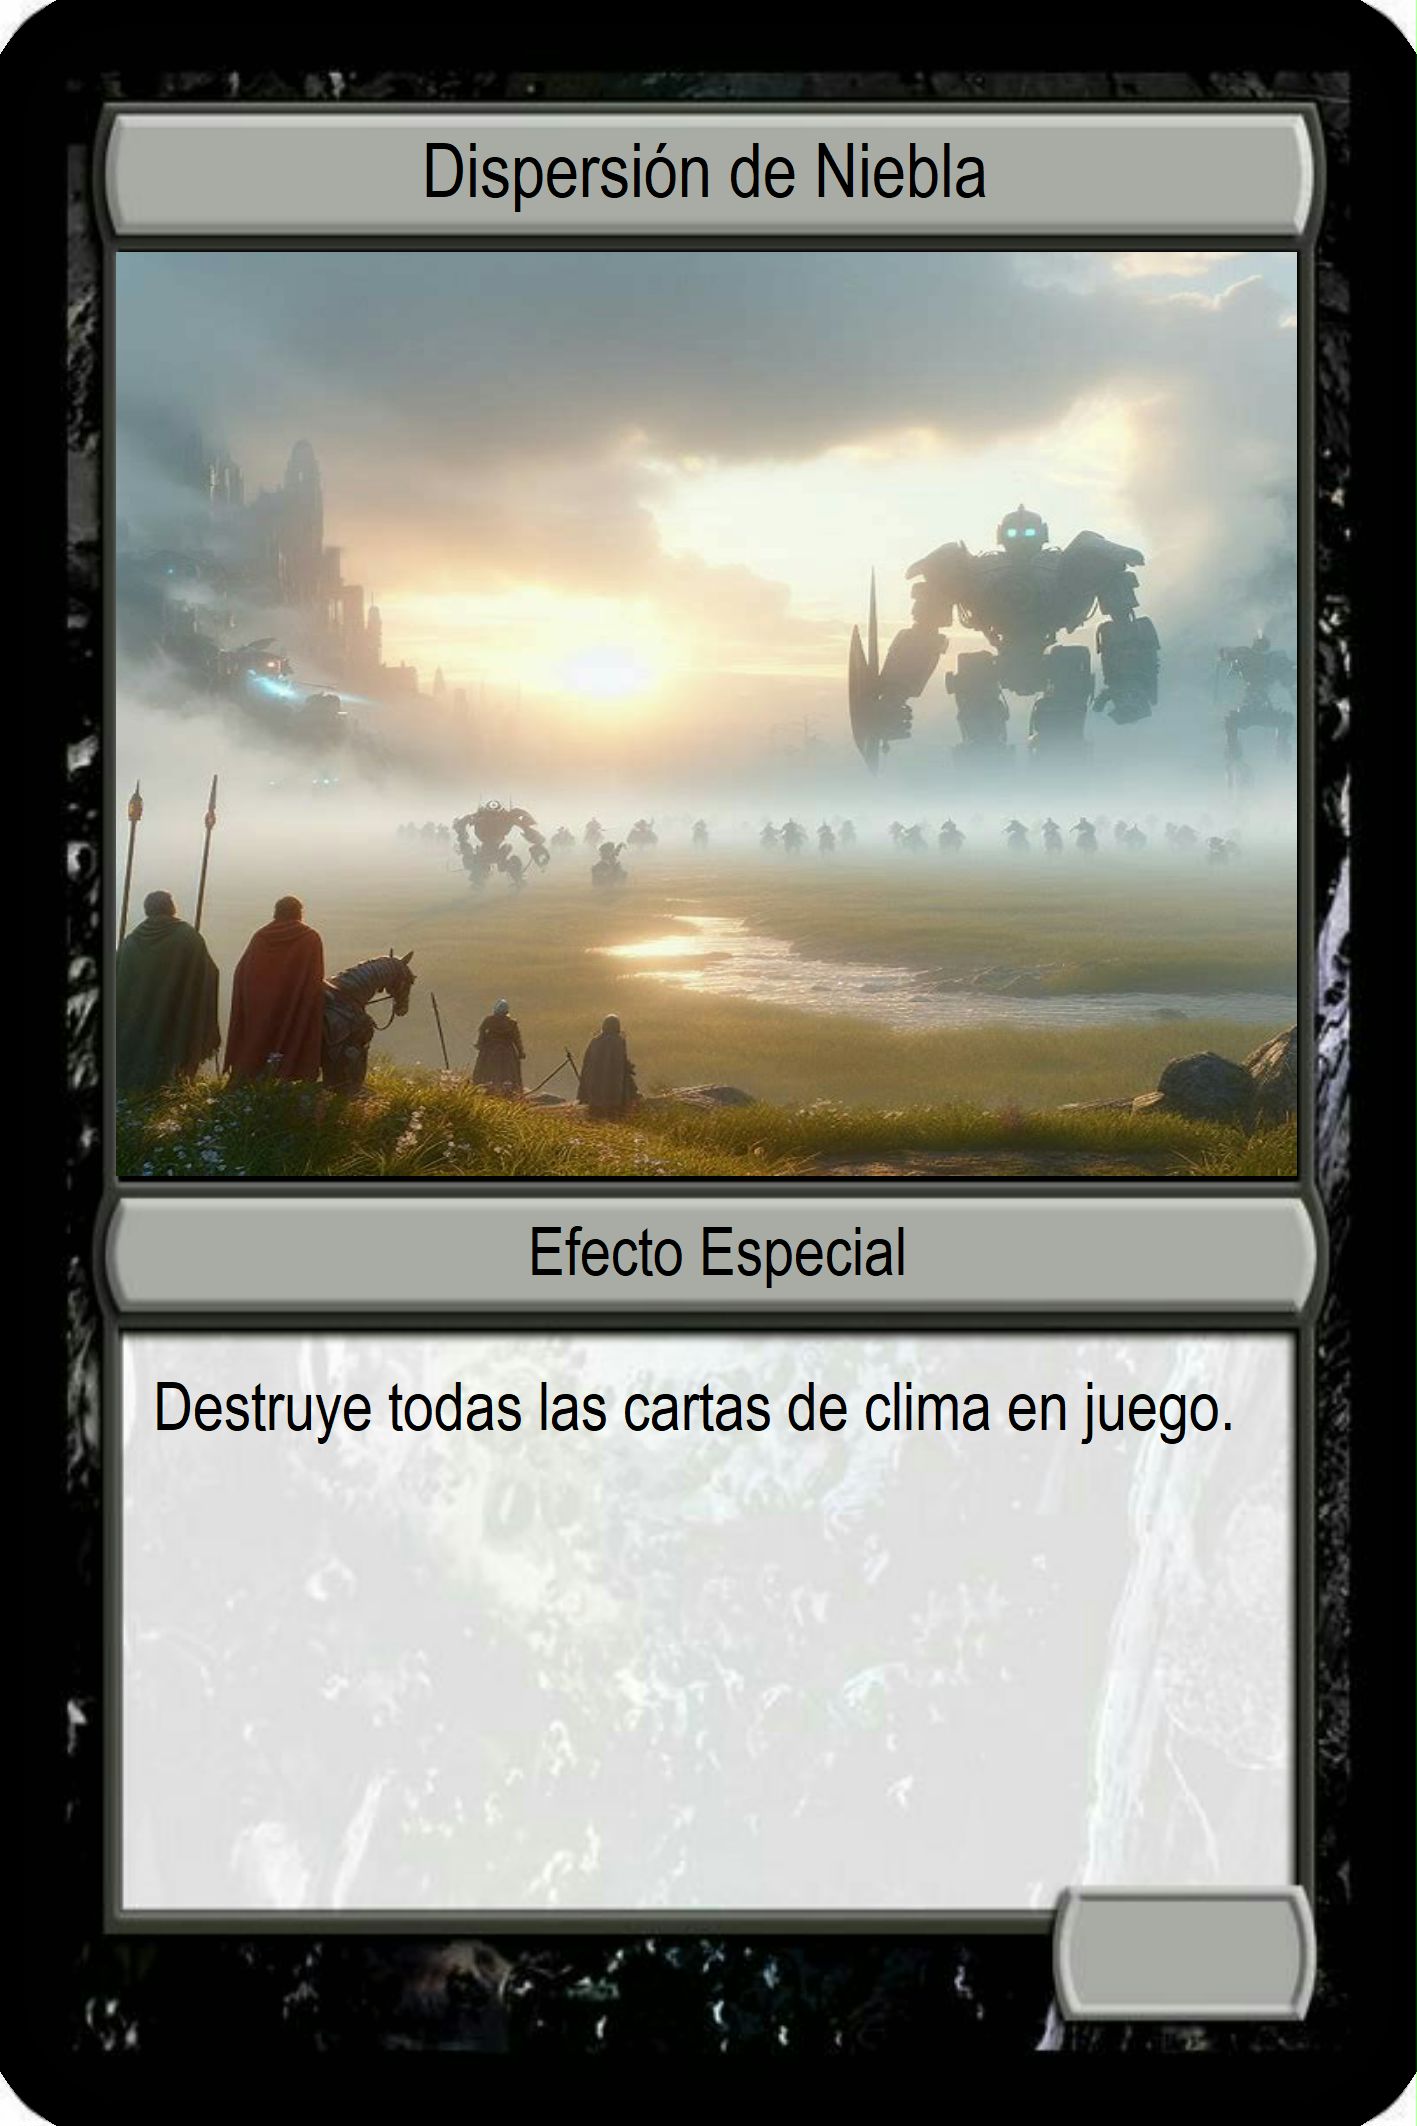 Dispersión de Niebla
Efecto Especial
Destruye todas las cartas de clima en juego.